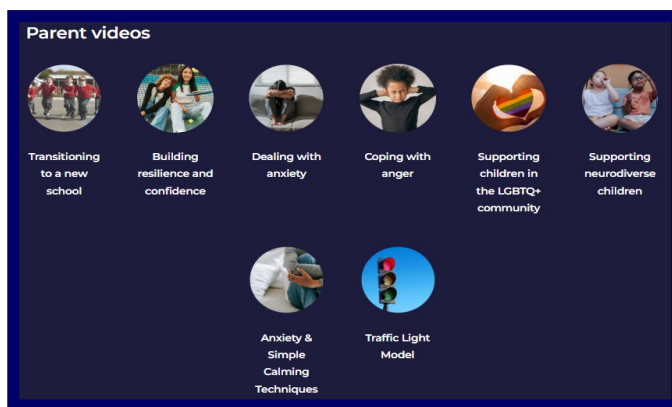 Parent videos
Transitioning
to a new
school
Building
resilience and
confidence
Dealing with
anxiety
Coping with
anger
Supporting
children in
the LGBTQ+
community
Supporting
neurodiverse
children
Anxiety &
Simple
Calming
Techniques
Traffic Light
Model